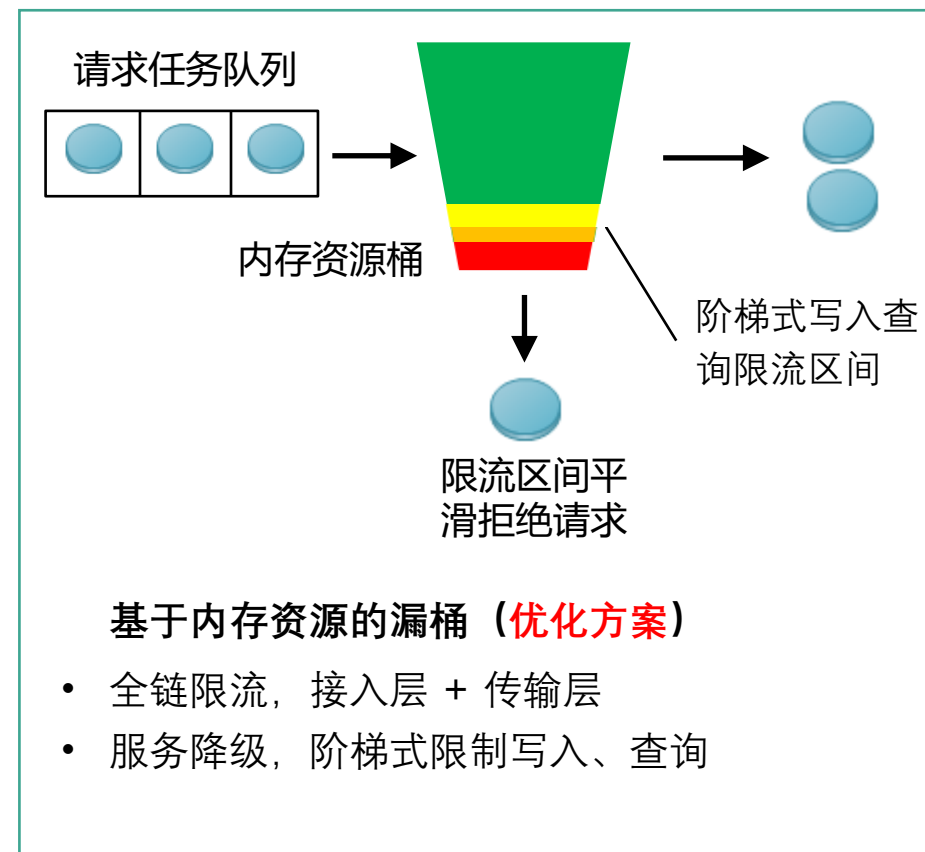 请求任务队列
内存资源桶
阶梯式写入查
询限流区间
限流区间平
滑拒绝请求
基于内存资源的漏桶（优化方案）
• 全链限流，接入层 + 传输层
• 服务降级，阶梯式限制写入、查询